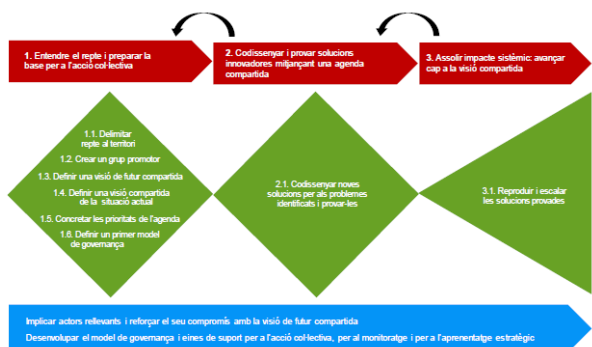 1. Entendre el repte i preparar la
base per a l'acció col·lectiva
2. Codissenyar i provar solucions
innovadores mitjançant una agenda
compartida
3. Assolir impacte sistèmic: avançar
cap a la visió compartida
1.1. Delimitar
repte al territori
1.2. Crear un grup promotor
1.3. Definir una visió de futur compartida
1.4. Definir una visió compartida
de la situació actual
1.5. Concretar les prioritats de l'agenda
1.6. Definir un primer model
de governança
2.1. Codissenyar noves
solucions per als problemes
identificats i provar-les
3.1. Reproduir i escalar
les solucions provades
Implicar actors rellevants i reforçar el seu compromís amb la visió de futur compartida
Desenvolupar el model de governança i eines de suport per a l'acció col·lectiva, per al monitoratge i per a l'aprenentatge estratègic